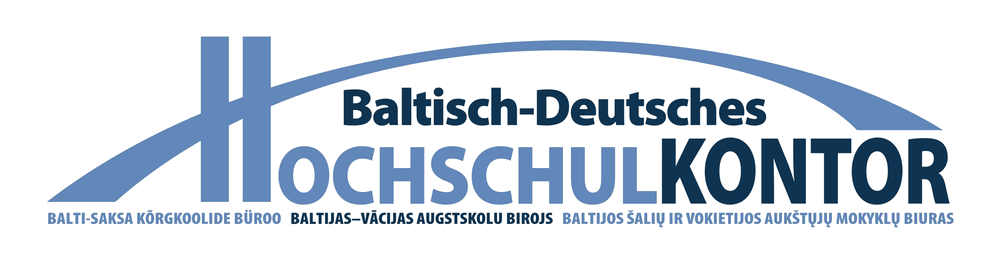 Baltisch-Deutsches
HOCHSCHULKONTOR
BALTI-SAKSA KÕRGKOOLIDE BÜROO BALTIJAS–VĀCIJAS AUGSTSKOLU BIROJS BALTIJOS ŠALIŲ IR VOKIETIJOS AUKŠTŲJŲ MOKYKLŲ BIURAS